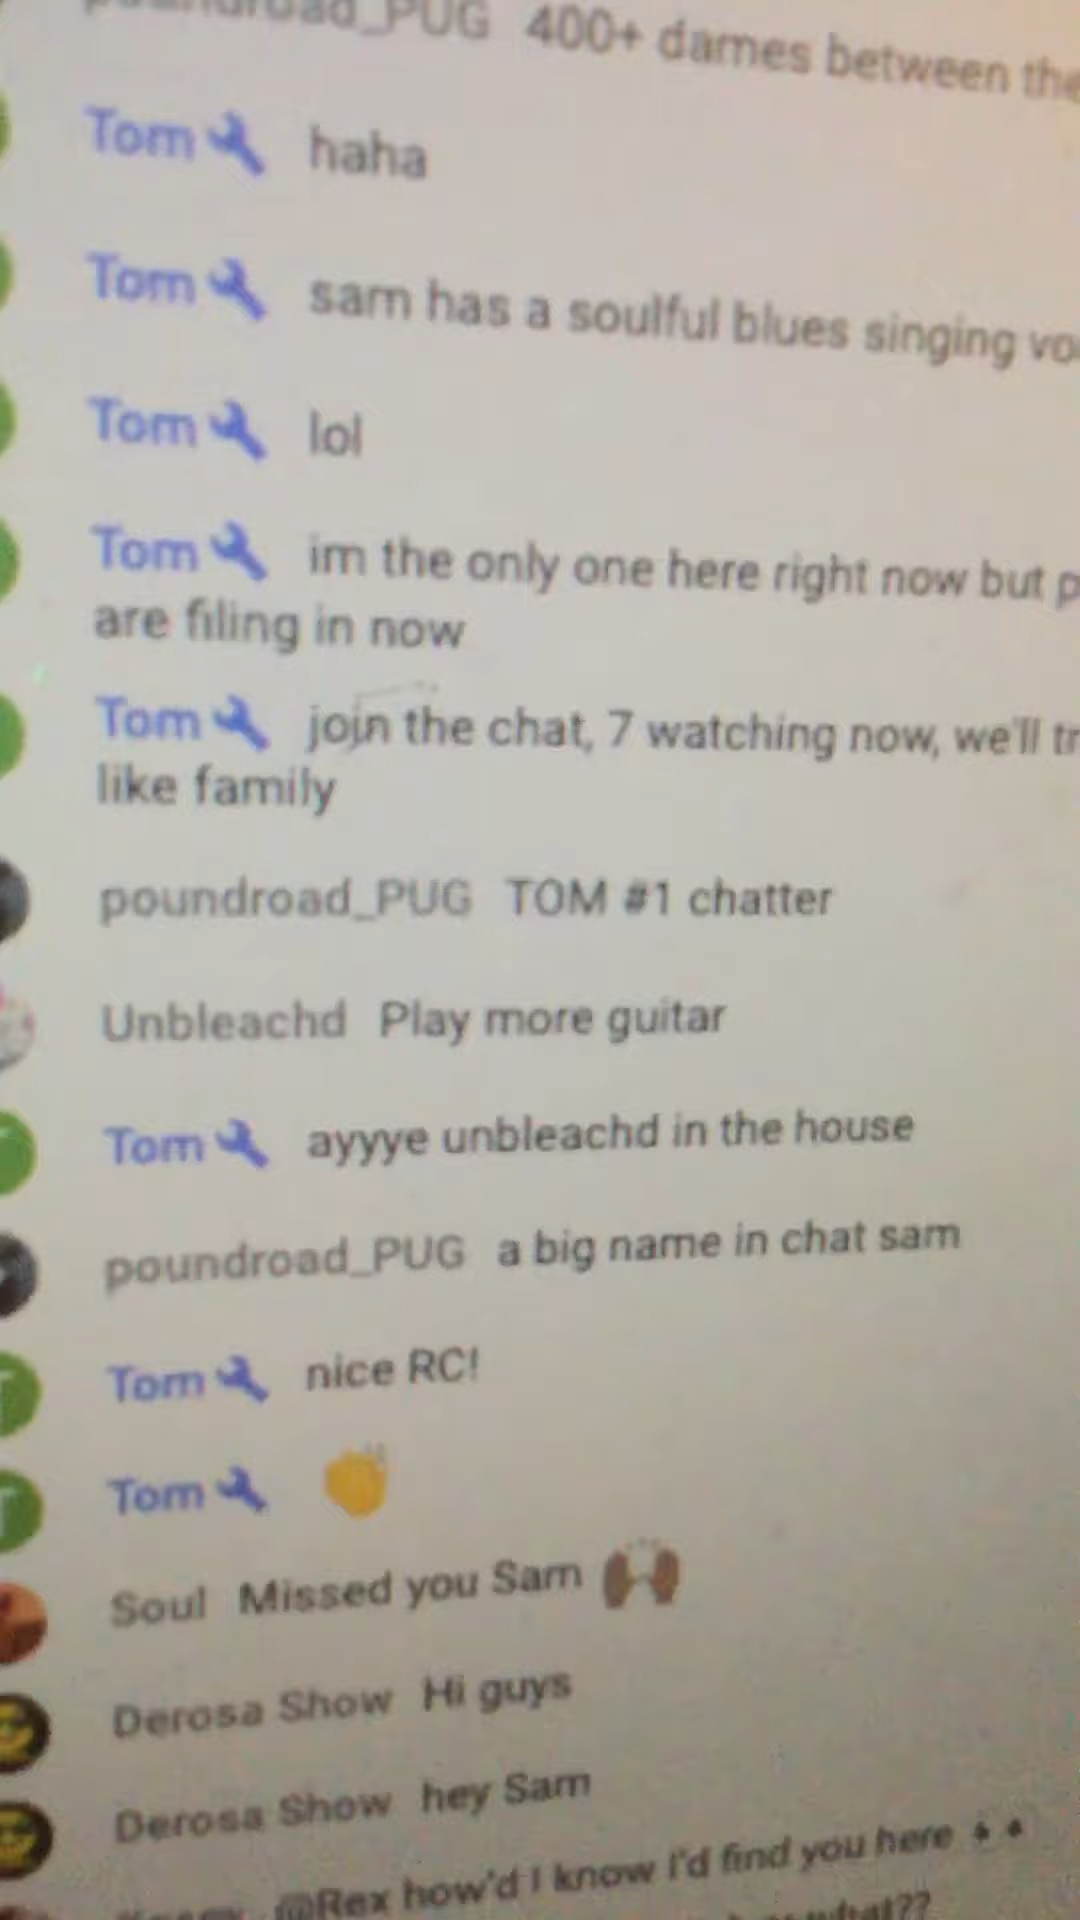 poundroad_PUG 400+ dames between the
Tom haha
Tom sam has a soulful blues singing
Tom lol
Tom im the only one here right now but
are filing in now
Tom join the chat, 7 watching now, we'll
like family
poundroad_PUG TOM #1 chatter
Unbleachd Play more guitar
Tom ayyye unbleachd in the house
poundroad_PUG a big name in chat sam
Tom nice RC!
Tom 👏
Soul Missed you Sam 🙌🏾
Derosa Show Hi guys
Derosa Show hey Sam
@Rex how'd I know I'd find you here
what??